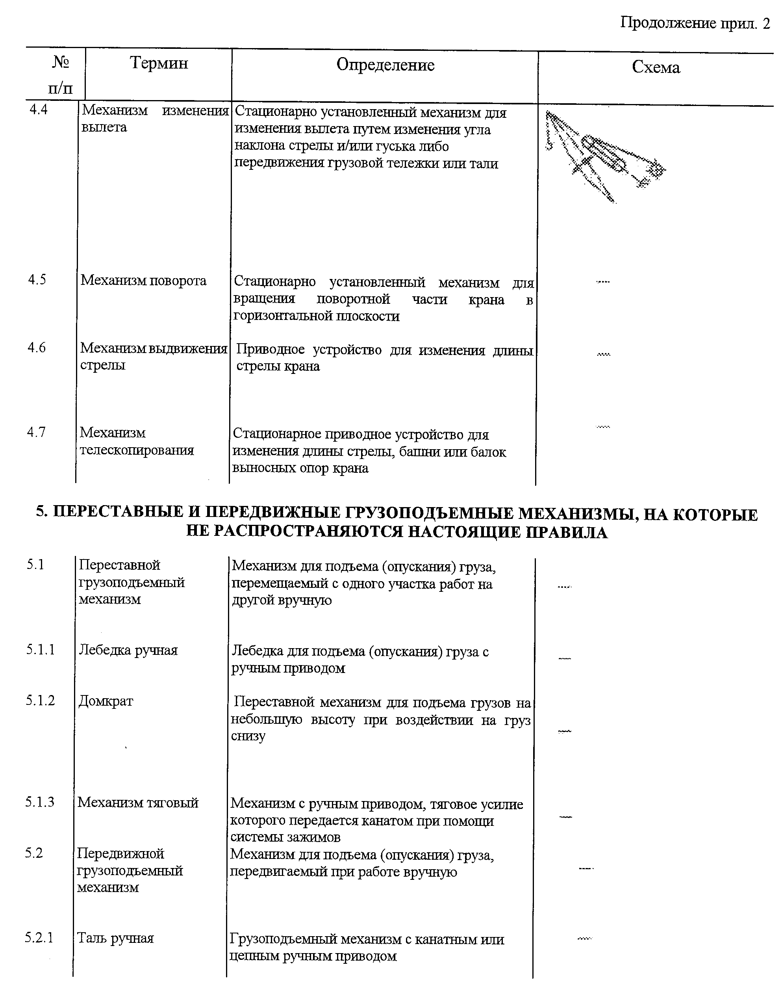 Продолжение прил. 2
№ Термин Определение Схема
п/п
4.4 Механизм изменения Стационарно установленный механизм для
вылета изменения вылета путем изменения угла
наклона стрелы и/или гуська либо
передвижения грузовой тележки или тали
4.5 Механизм поворота Стационарно установленный механизм для
вращения поворотной части крана в
горизонтальной плоскости
4.6 Механизм выдвижения Приводное устройство для изменения длины
стрелы стрелы крана
4.7 Механизм Стационарное приводное устройство для
телескопирования изменения длины стрелы, башни или балок
выносных опор крана
5. ПЕРЕСТАВНЫЕ И ПЕРЕДВИЖНЫЕ ГРУЗОПОДЪЕМНЫЕ МЕХАНИЗМЫ, НА КОТОРЫЕ
НЕ РАСПРОСТРАНЯЮТСЯ НАСТОЯЩИЕ ПРАВИЛА
5.1 Переставной Механизм для подъема (опускания) груза,
грузоподъемный перемещаемый с одного участка работ на
механизм другой вручную
5.1.1 Лебедка ручная Лебедка для подъема (опускания) груза с
ручным приводом
5.1.2 Домкрат Переставной механизм для подъема грузов на
небольшую высоту при воздействии на груз
снизу
5.1.3 Механизм тяговый Механизм с ручным приводом, тяговое усилие
которого передается канатом при помощи
системы зажимов
5.2 Передвижной Механизм для подъема (опускания) груза,
грузоподъемный передвигаемый при работе вручную
механизм
5.2.1 Таль ручная Грузоподъемный механизм с канатным или
цепным ручным приводом